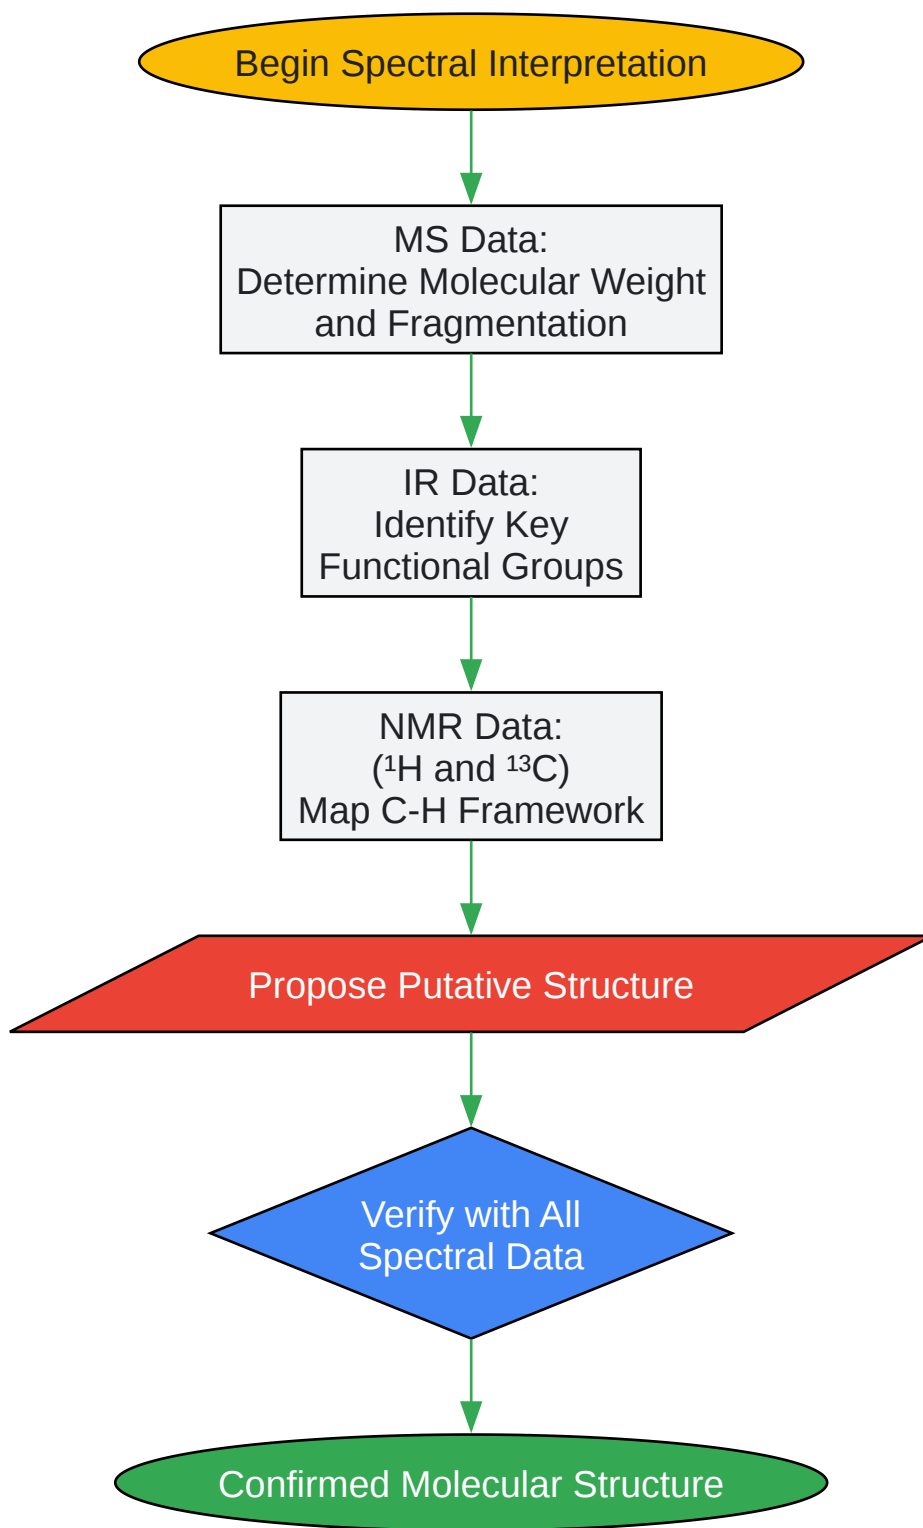 Begin Spectral Interpretation
MS Data:
Determine Molecular Weight
and Fragmentation
IR Data:
Identify Key
Functional Groups
NMR Data:
(¹H and ¹³C)
Map C-H Framework
Propose Putative Structure
Verify with All
Spectral Data
Confirmed Molecular Structure